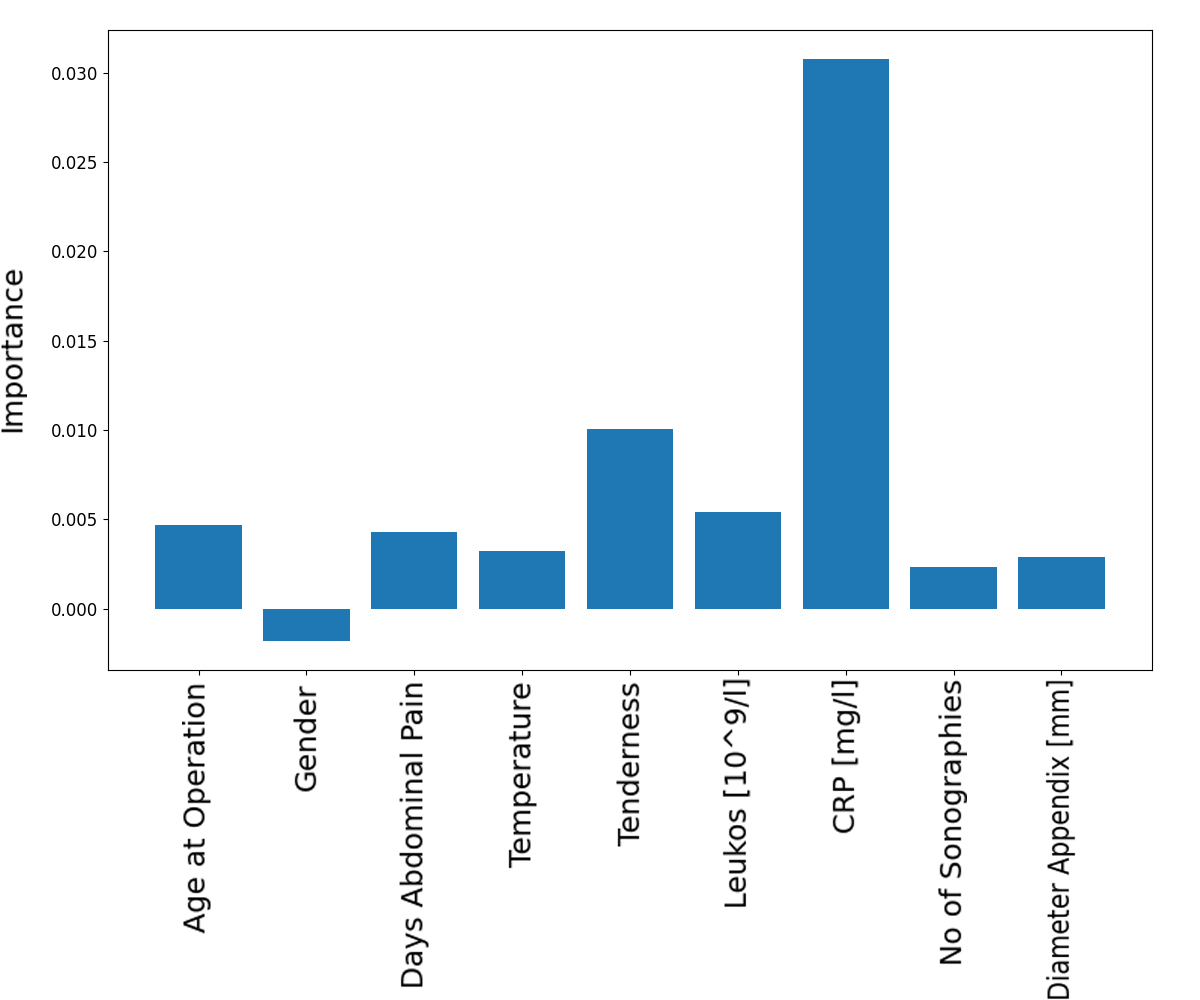 Importance
0.030
0.025
0.020
0.015
0.010
0.005
0.000
Age at Operation
Gender
Days Abdominal Pain
Temperature
Tenderness
Leukos [10^9/l]
CRP [mg/l]
No of Sonographies
Diameter Appendix [mm]